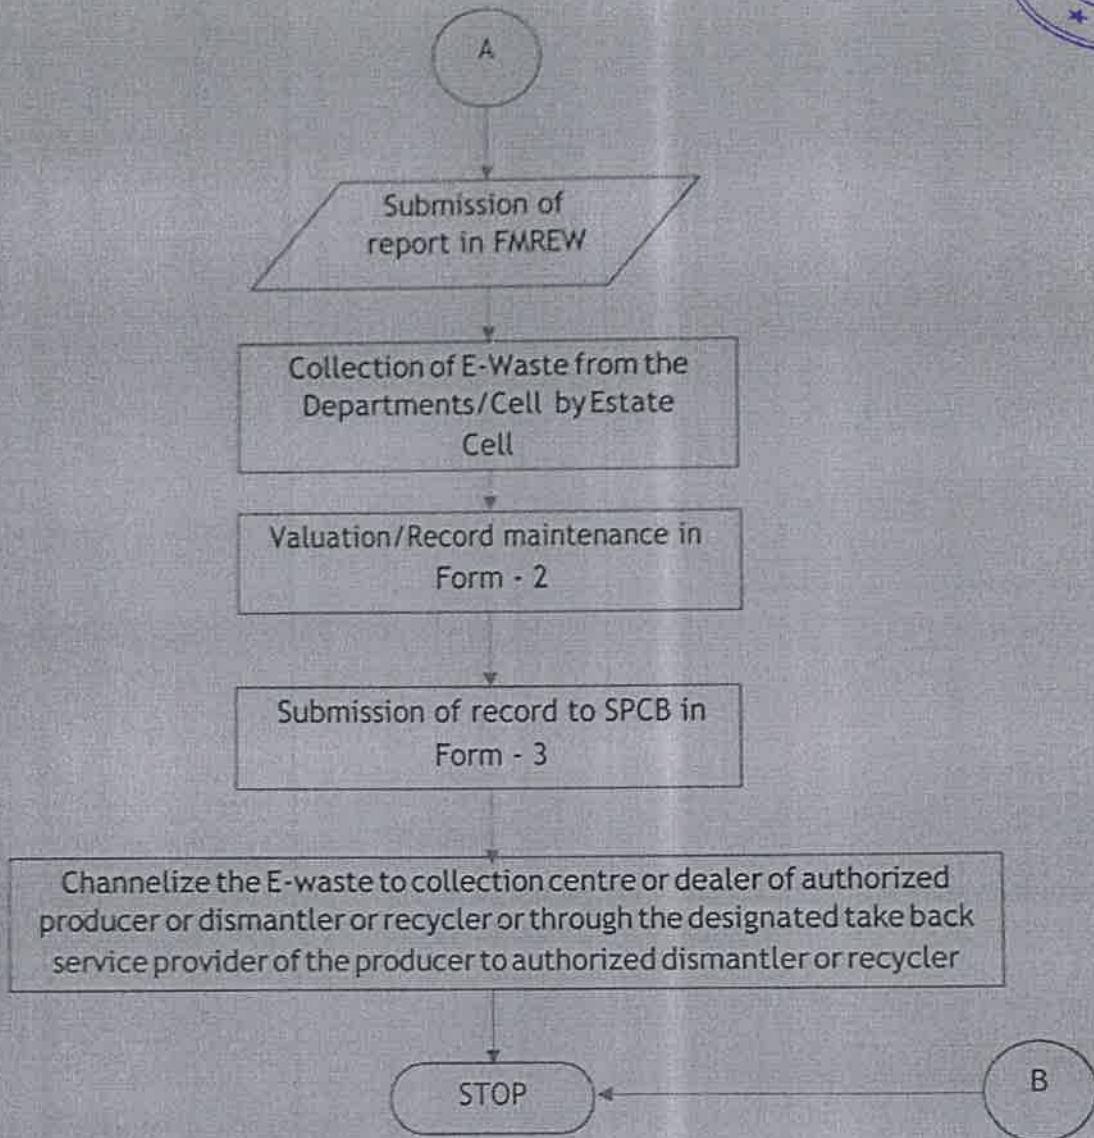 A
Submission of
report in FMREW
Collection of E-Waste from the
Departments/Cell by Estate
Cell
Valuation/Record maintenance in
Form - 2
Submission of record to SPCB in
Form - 3
Channelize the E-waste to collection centre or dealer of authorized
producer or dismantler or recycler or through the designated take back
service provider of the producer to authorized dismantler or recycler
STOP
B